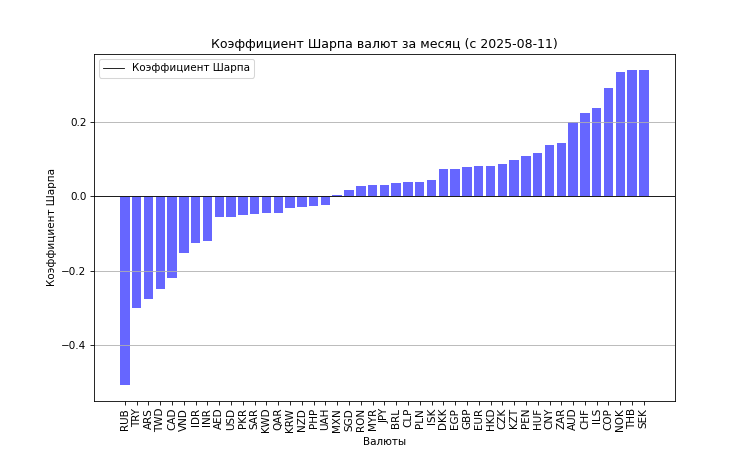 Коэффициент Шарпа валют за месяц (с 2025-08-11)
Коэффициент Шарпа
Коэффициент Шарпа
0.2
0.0
−0.2
−0.4
RUB TRY ARS TWD CAD VND IDR INR AED USD PKR SAR KWD QAR KRW NZD PHP UAH MXN SGD RON MYR JPY BRL CLP PLN ISK DKK EGP GBP EUR HKD CZK KZT PEN HUF CNY ZAR AUD CHF ILS COP NOK THB SEK
Валюты